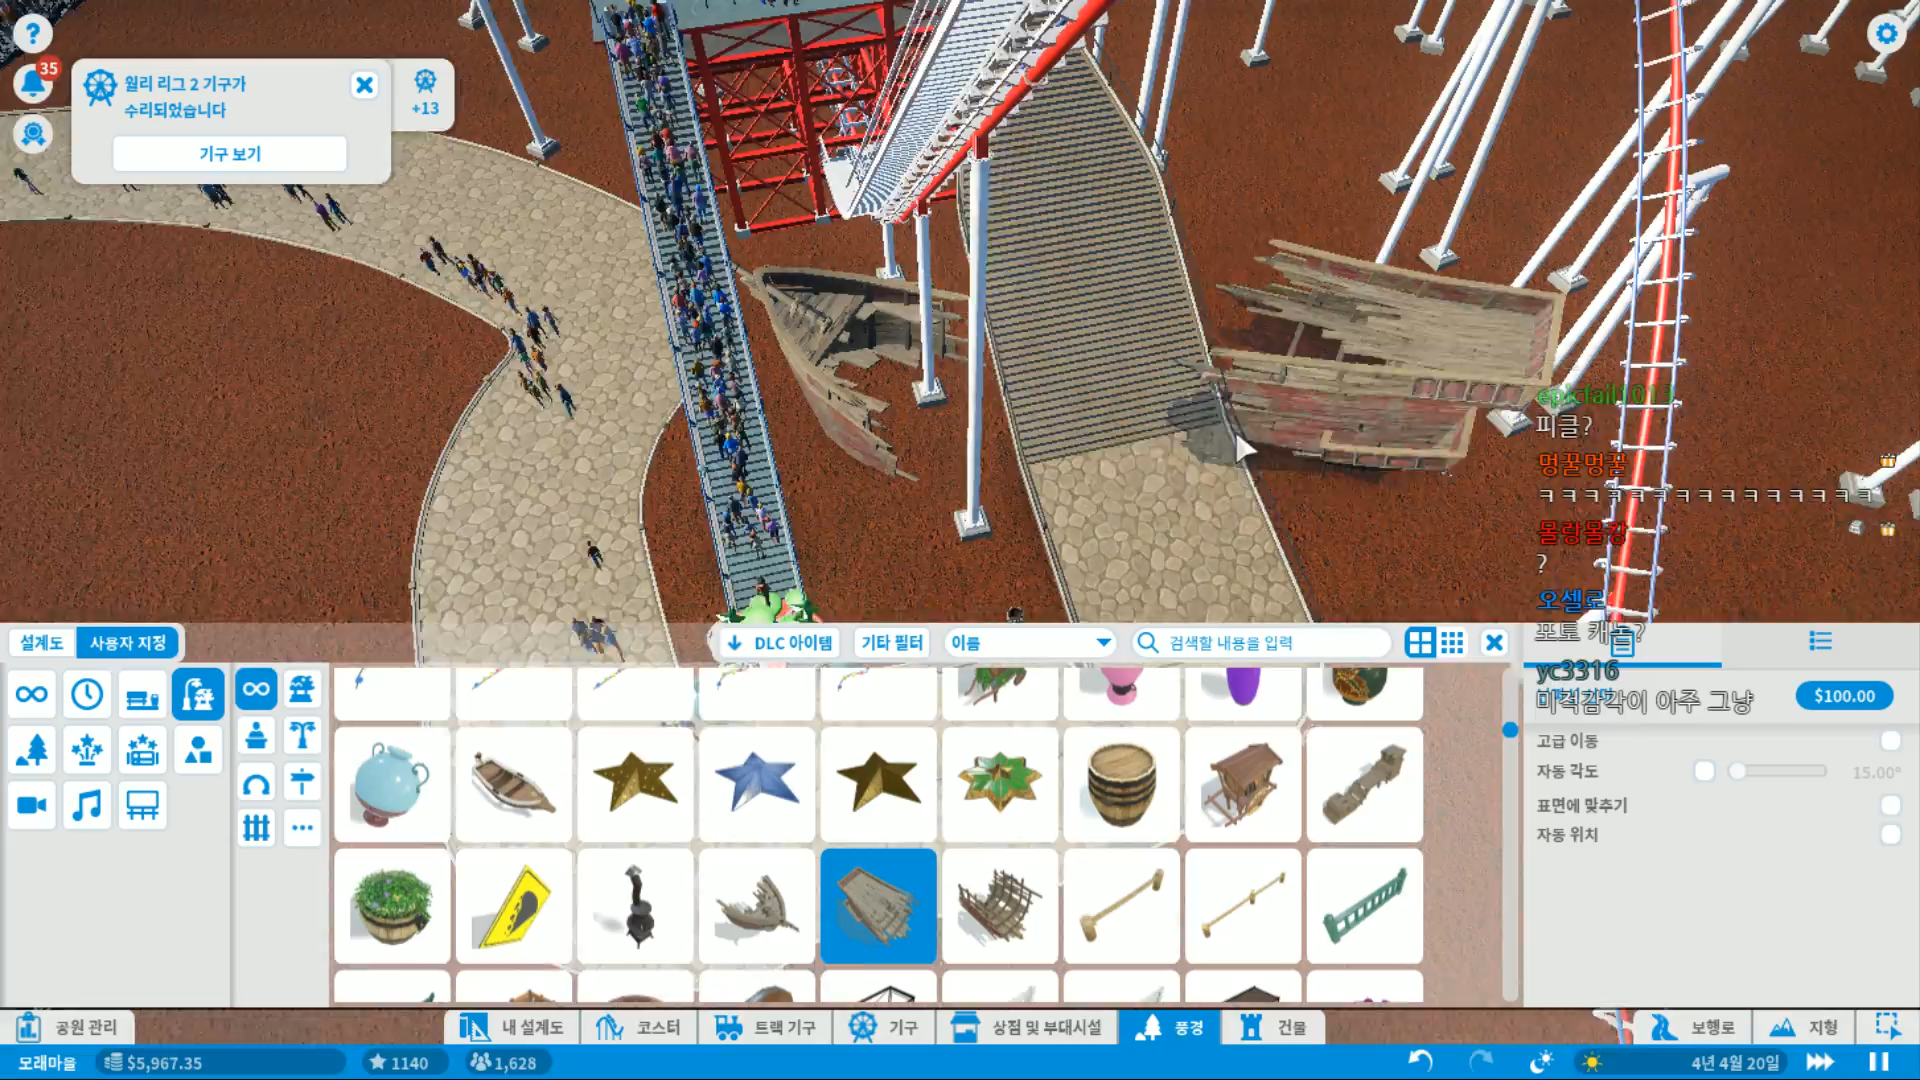 ?
35
월리 리그 2 기구가
수리되었습니다
기구 보기
+13
epicfail1013
피클?
멍꿀멍꿀
ㅋㅋㅋㅋㅋㅋㅋㅋㅋㅋㅋㅋㅋㅋㅋ
몰랑몰캉
?
오셀로
포토 캐논?
yc3316
미적감각이 아주 그냥
설계도
사용자 지정
DLC 아이템
기타 필터
이름
검색할 내용을 입력
$100.00
고급 이동
자동 각도
15.00°
표면에 맞추기
자동 위치
공원 관리
내 설계도
코스터
트랙 기구
기구
상점 및 부대시설
풍경
건물
보행로
지형
모래마을
$5,967.35
1140
1,628
4년 4월 20일